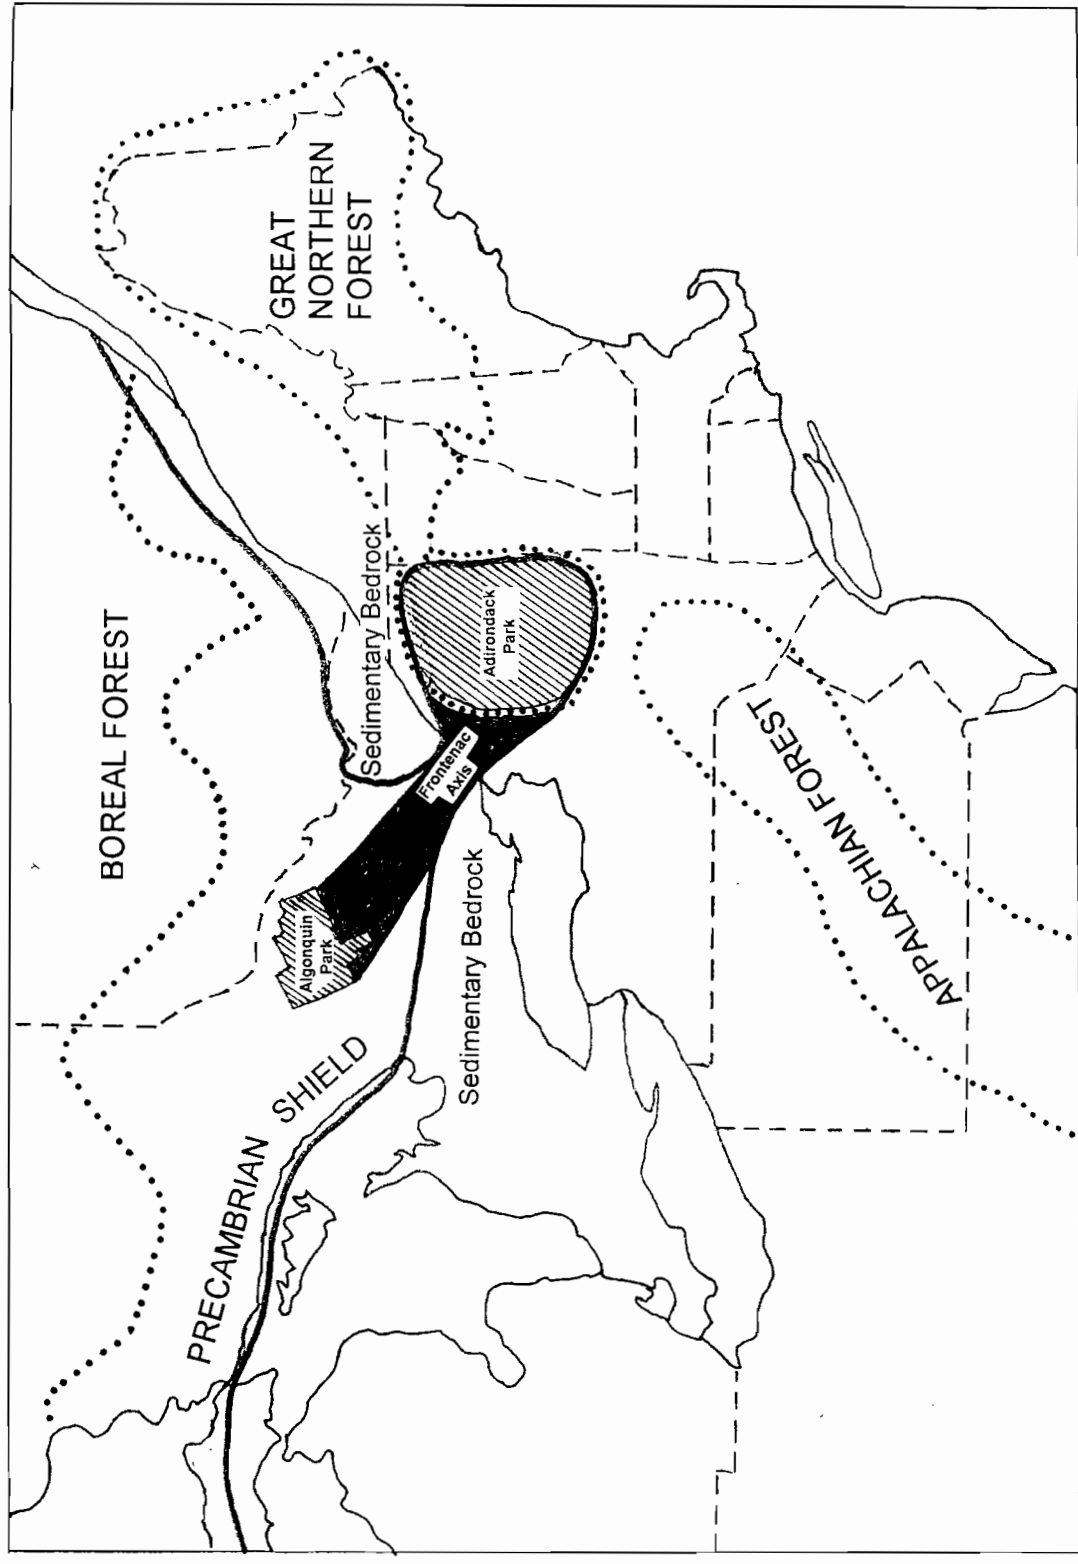 BOREAL FOREST
GREAT
NORTHERN
FOREST
PRECAMBRIAN SHIELD
Algonquin
Park
Sedimentary Bedrock
Frontenac
Axis
Adirondack
Park
Sedimentary Bedrock
APPALACHIAN FOREST